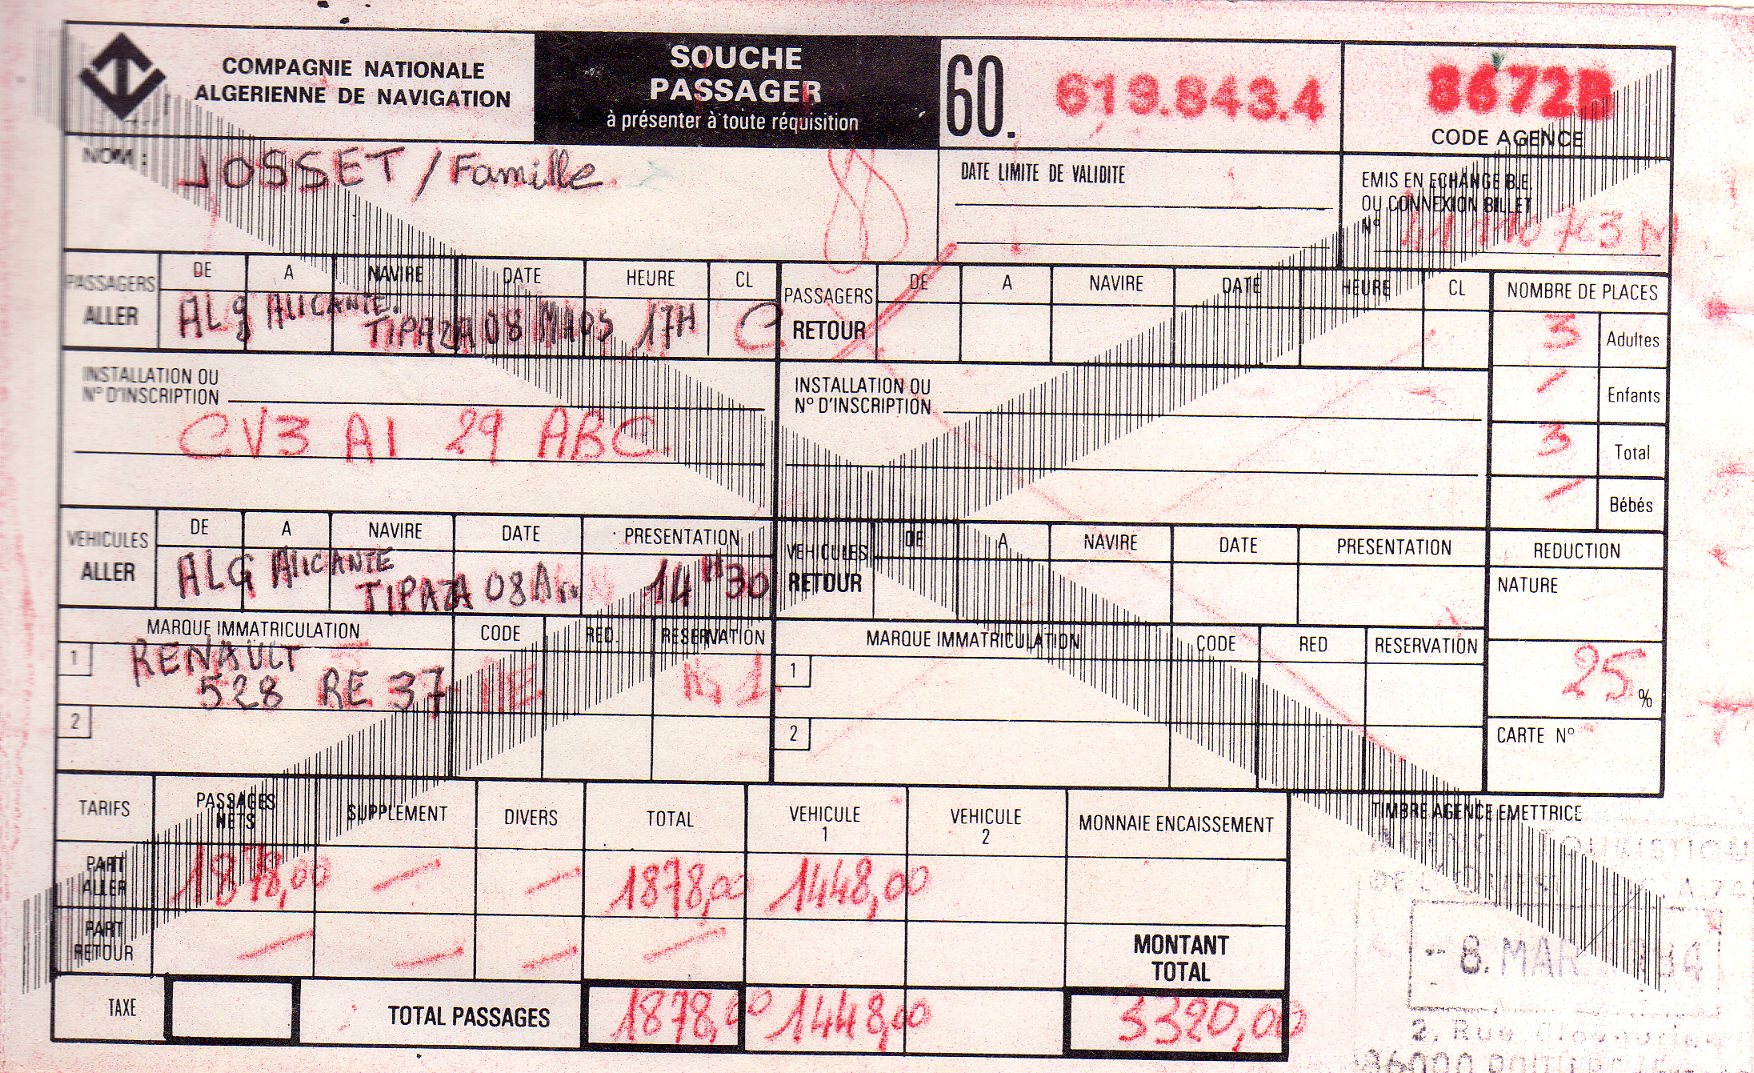 COMPAGNIE NATIONALE
ALGERIENNE DE NAVIGATION
SOUCHE
PASSAGER
à présenter à toute réquisition
60. 619.843.4
8672B
CODE AGENCE
NOM : JOSSET / Famille
DATE LIMITE DE VALIDITE
EMIS EN ECHANGE B.E.
OU CONNEXION BILLET
N°
PASSAGERS ALLER
DE A NAVIRE DATE HEURE CL
ALG ALICANTE TIPAZA 08 MARS 17H C
PASSAGERS RETOUR
DE A NAVIRE DATE HEURE CL
NOMBRE DE PLACES
3 Adultes
/ Enfants
3 Total
/ Bébés
INSTALLATION OU
N° D'INSCRIPTION
CV3 A1 29 ABC
INSTALLATION OU
N° D'INSCRIPTION
VEHICULES ALLER
DE A NAVIRE DATE PRESENTATION
ALG ALICANTE TIPAZA 08 14H30
VEHICULES RETOUR
DE A NAVIRE DATE PRESENTATION
REDUCTION
NATURE
25 %
CARTE N°
MARQUE IMMATRICULATION CODE RED. RESERVATION
1 RENAULT
528 RE 37
2
MARQUE IMMATRICULATION CODE RED RESERVATION
1
2
TARIFS PASSAGES NETS SUPPLEMENT DIVERS TOTAL VEHICULE 1 VEHICULE 2 MONNAIE ENCAISSEMENT
TIMBRE AGENCE EMETTRICE
PART ALLER 1878,00 — — 1878,00 1448,00
PART RETOUR — — — —
MONTANT TOTAL
TAXE TOTAL PASSAGES 1878,00 1448,00 3320,00
- 8. MAR
2, Rue